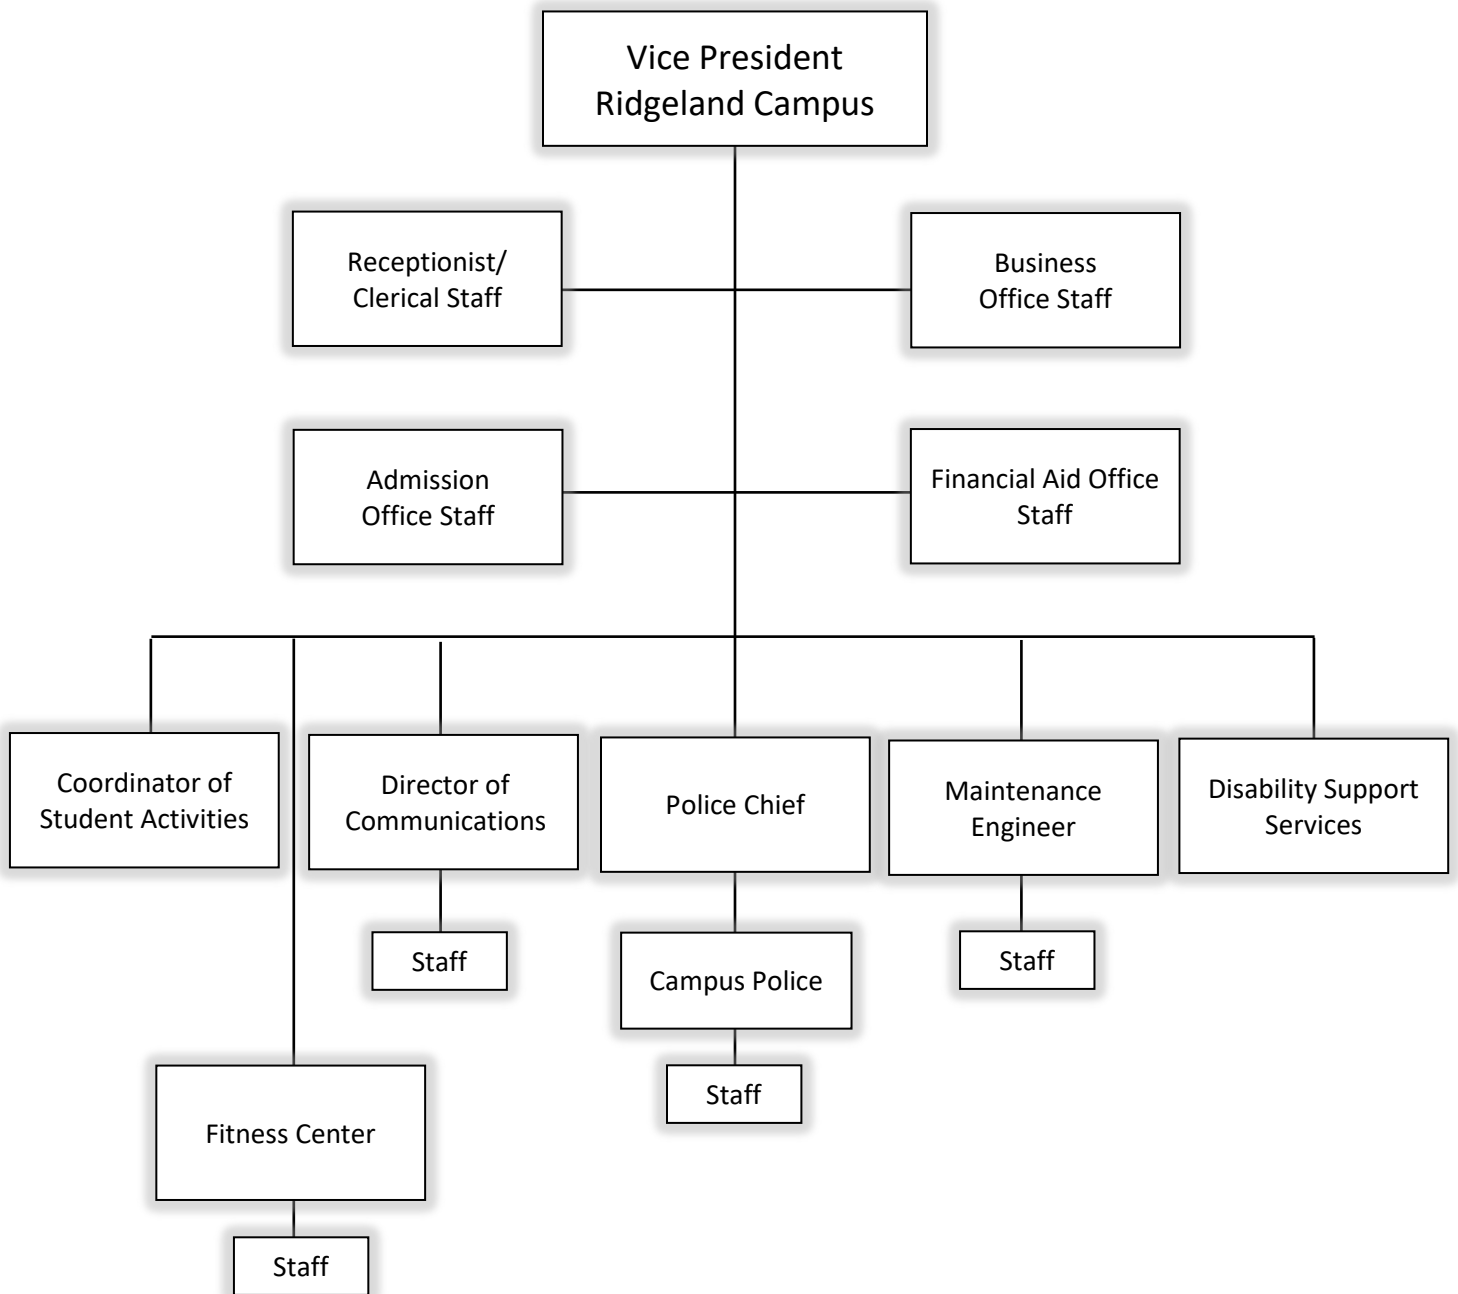 Vice President
Ridgeland Campus
Receptionist/
Clerical Staff
Business
Office Staff
Admission
Office Staff
Financial Aid Office
Staff
Coordinator of
Student Activities
Director of
Communications
Police Chief
Maintenance
Engineer
Disability Support
Services
Staff
Campus Police
Staff
Staff
Fitness Center
Staff